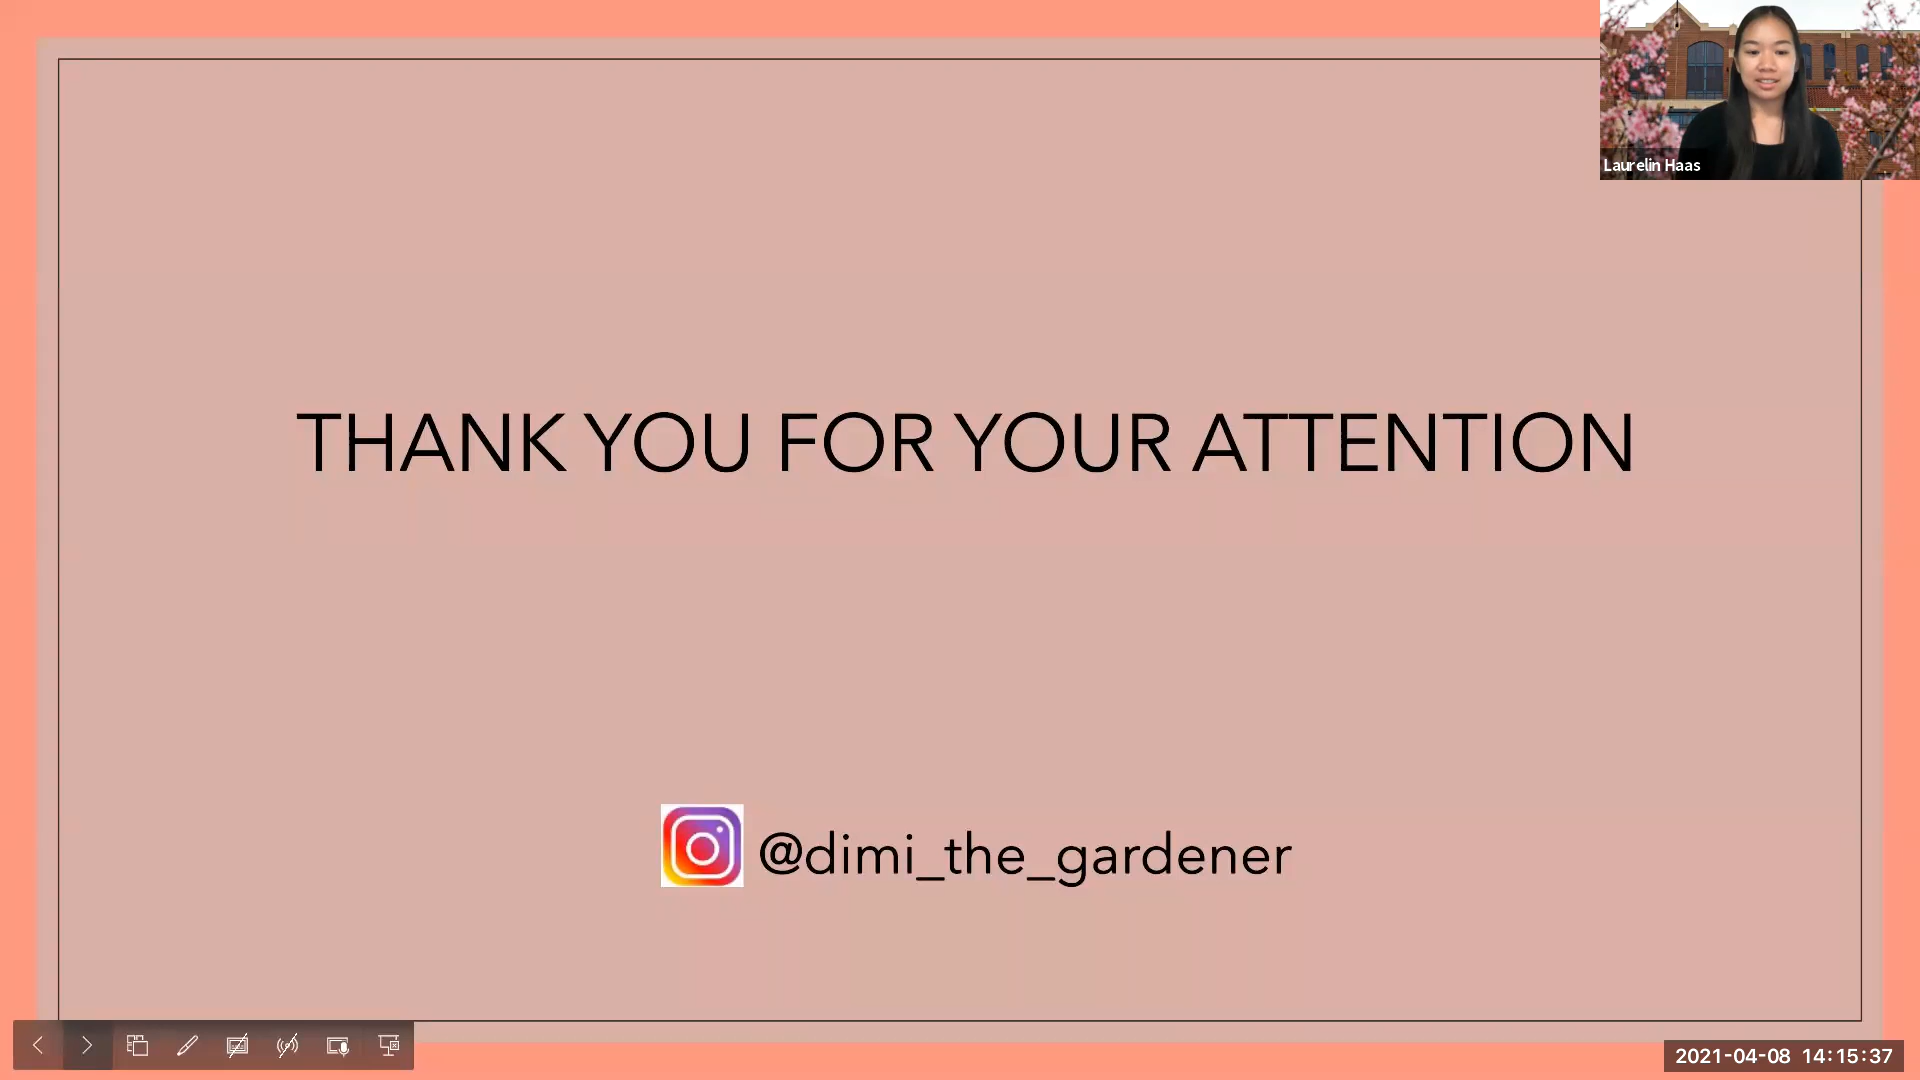 Laurelin Haas
THANK YOU FOR YOUR ATTENTION
@dimi_the_gardener
2021-04-08 14:15:37